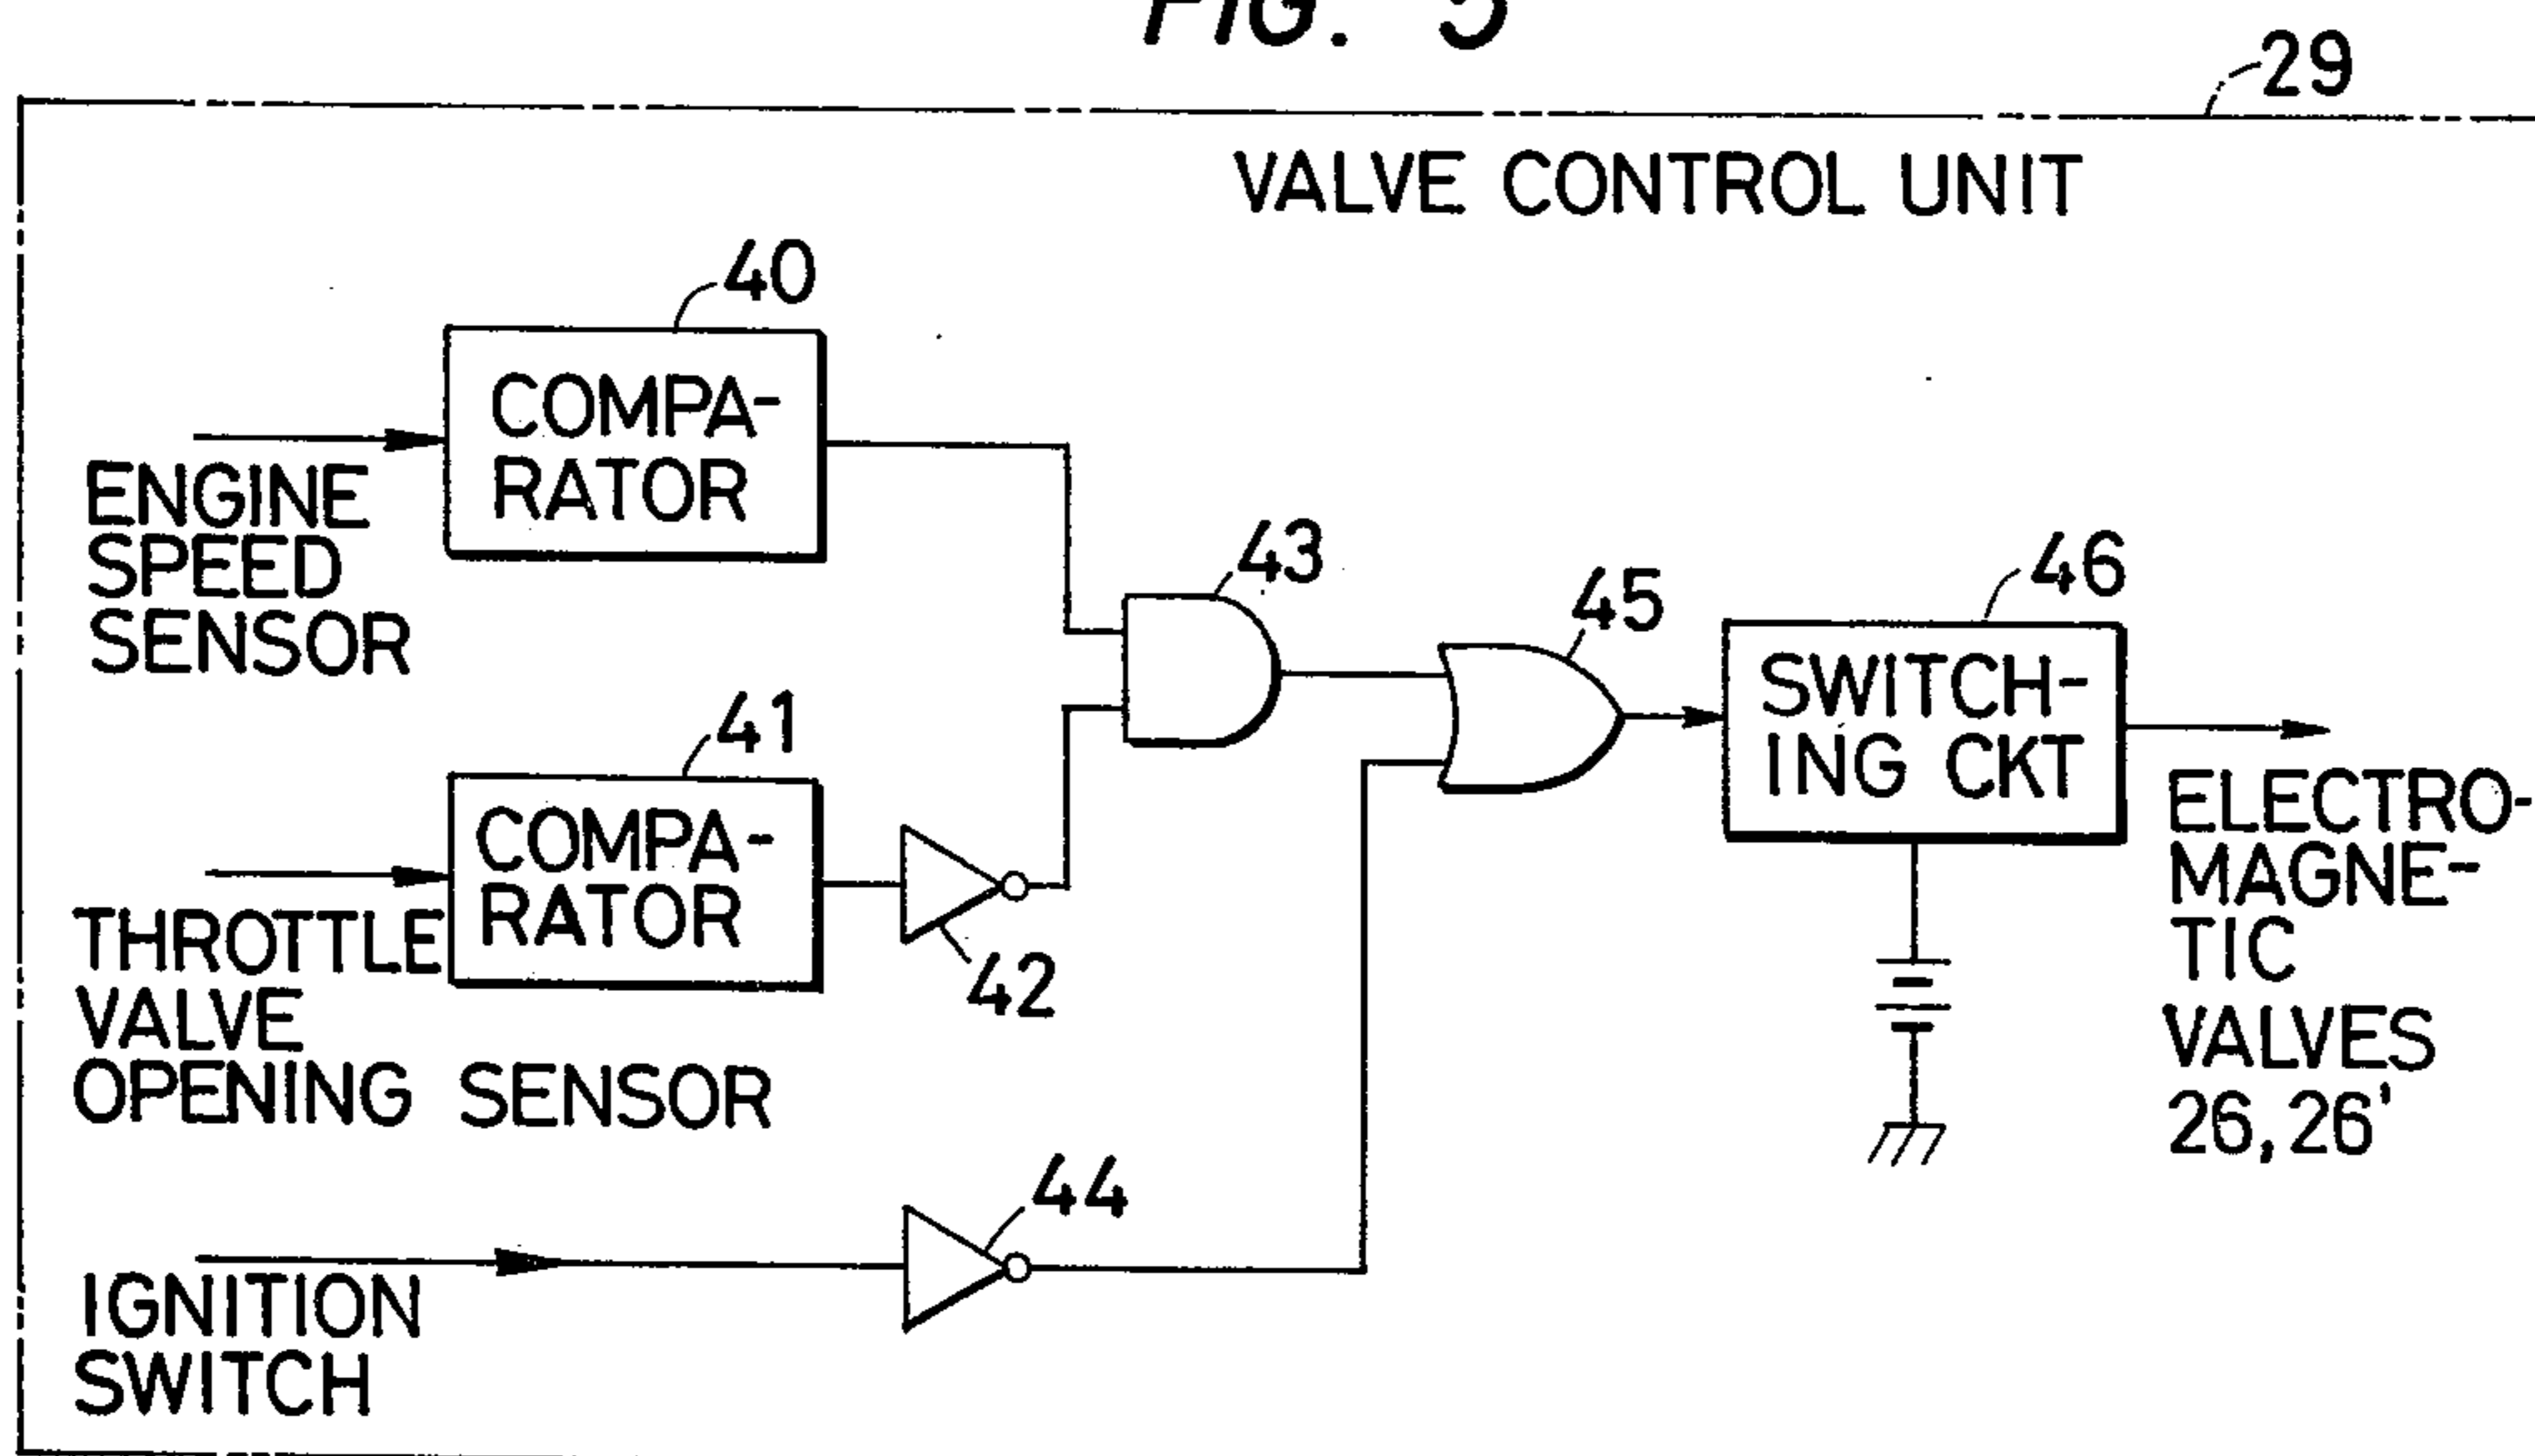 FIG. 5
29
VALVE CONTROL UNIT
40
COMPA-
RATOR
ENGINE
SPEED
SENSOR
43
45
46
SWITCH-
ING CKT
41
COMPA-
RATOR
42
THROTTLE
VALVE
OPENING SENSOR
ELECTRO-
MAGNE-
TIC
VALVES
26, 26'
44
IGNITION
SWITCH